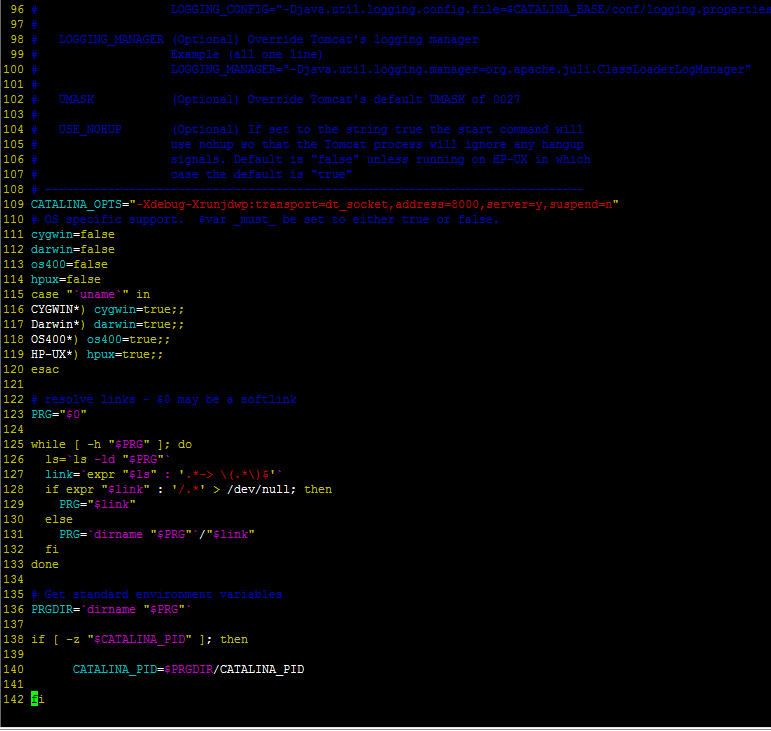 96 #                   LOGGING_CONFIG="-Djava.util.logging.config.file=$CATALINA_BASE/conf/logging.properties
97 #
98 #   LOGGING_MANAGER (Optional) Override Tomcat's logging manager
99 #                   Example (all one line)
100 #                   LOGGING_MANAGER="-Djava.util.logging.manager=org.apache.juli.ClassLoaderLogManager"
101 #
102 #   UMASK           (Optional) Override Tomcat's default UMASK of 0027
103 #
104 #   USE_NOHUP       (Optional) If set to the string true the start command will
105 #                   use nohup so that the Tomcat process will ignore any hangup
106 #                   signals. Default is "false" unless running on HP-UX in which
107 #                   case the default is "true"
108 # -----------------------------------------------------------------------------
109 CATALINA_OPTS="-Xdebug-Xrunjdwp:transport=dt_socket,address=8000,server=y,suspend=n"
110 # OS specific support.  $var _must_ be set to either true or false.
111 cygwin=false
112 darwin=false
113 os400=false
114 hpux=false
115 case "`uname`" in
116 CYGWIN*) cygwin=true;;
117 Darwin*) darwin=true;;
118 OS400*) os400=true;;
119 HP-UX*) hpux=true;;
120 esac
121
122 # resolve links - $0 may be a softlink
123 PRG="$0"
124
125 while [ -h "$PRG" ]; do
126   ls=`ls -ld "$PRG"`
127   link=`expr "$ls" : '.*-> \(.*\)$'`
128   if expr "$link" : '/.*' > /dev/null; then
129     PRG="$link"
130   else
131     PRG=`dirname "$PRG"`/"$link"
132   fi
133 done
134
135 # Get standard environment variables
136 PRGDIR=`dirname "$PRG"`
137
138 if [ -z "$CATALINA_PID" ]; then
139
140       CATALINA_PID=$PRGDIR/CATALINA_PID
141
142 fi